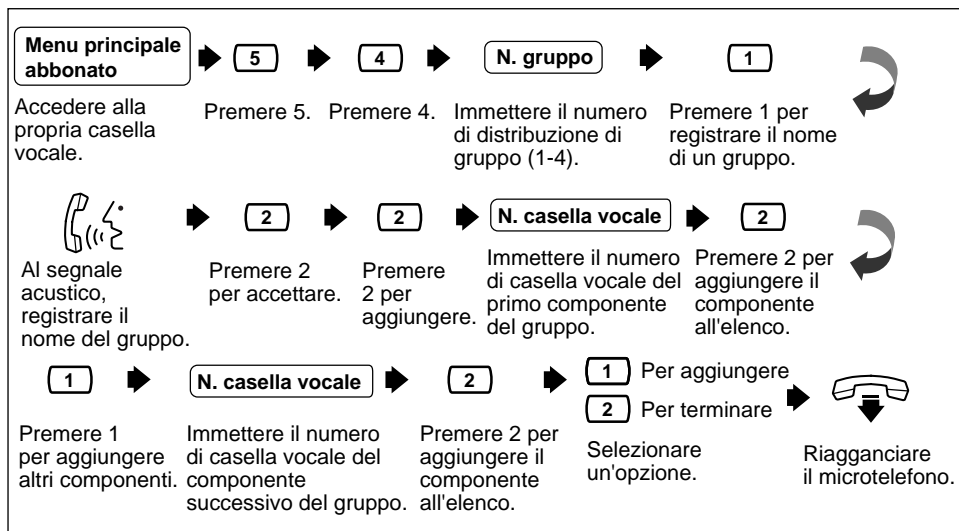 Menu principale
abbonato
5
4
N. gruppo
1
Accedere alla
propria casella
vocale.
Premere 5.
Premere 4.
Immettere il numero
di distribuzione di
gruppo (1-4).
Premere 1 per
registrare il nome
di un gruppo.
2
2
N. casella vocale
2
Al segnale
acustico,
registrare il
nome del gruppo.
Premere 2
per accettare.
Premere
2 per
aggiungere.
Immettere il numero
di casella vocale del
primo componente
del gruppo.
Premere 2 per
aggiungere il
componente
all'elenco.
1
N. casella vocale
2
1 Per aggiungere
2 Per terminare
Premere 1
per aggiungere
altri componenti.
Immettere il numero
di casella vocale del
componente
successivo del gruppo.
Premere 2 per
aggiungere il
componente
all'elenco.
Selezionare
un'opzione.
Riagganciare
il microtelefono.